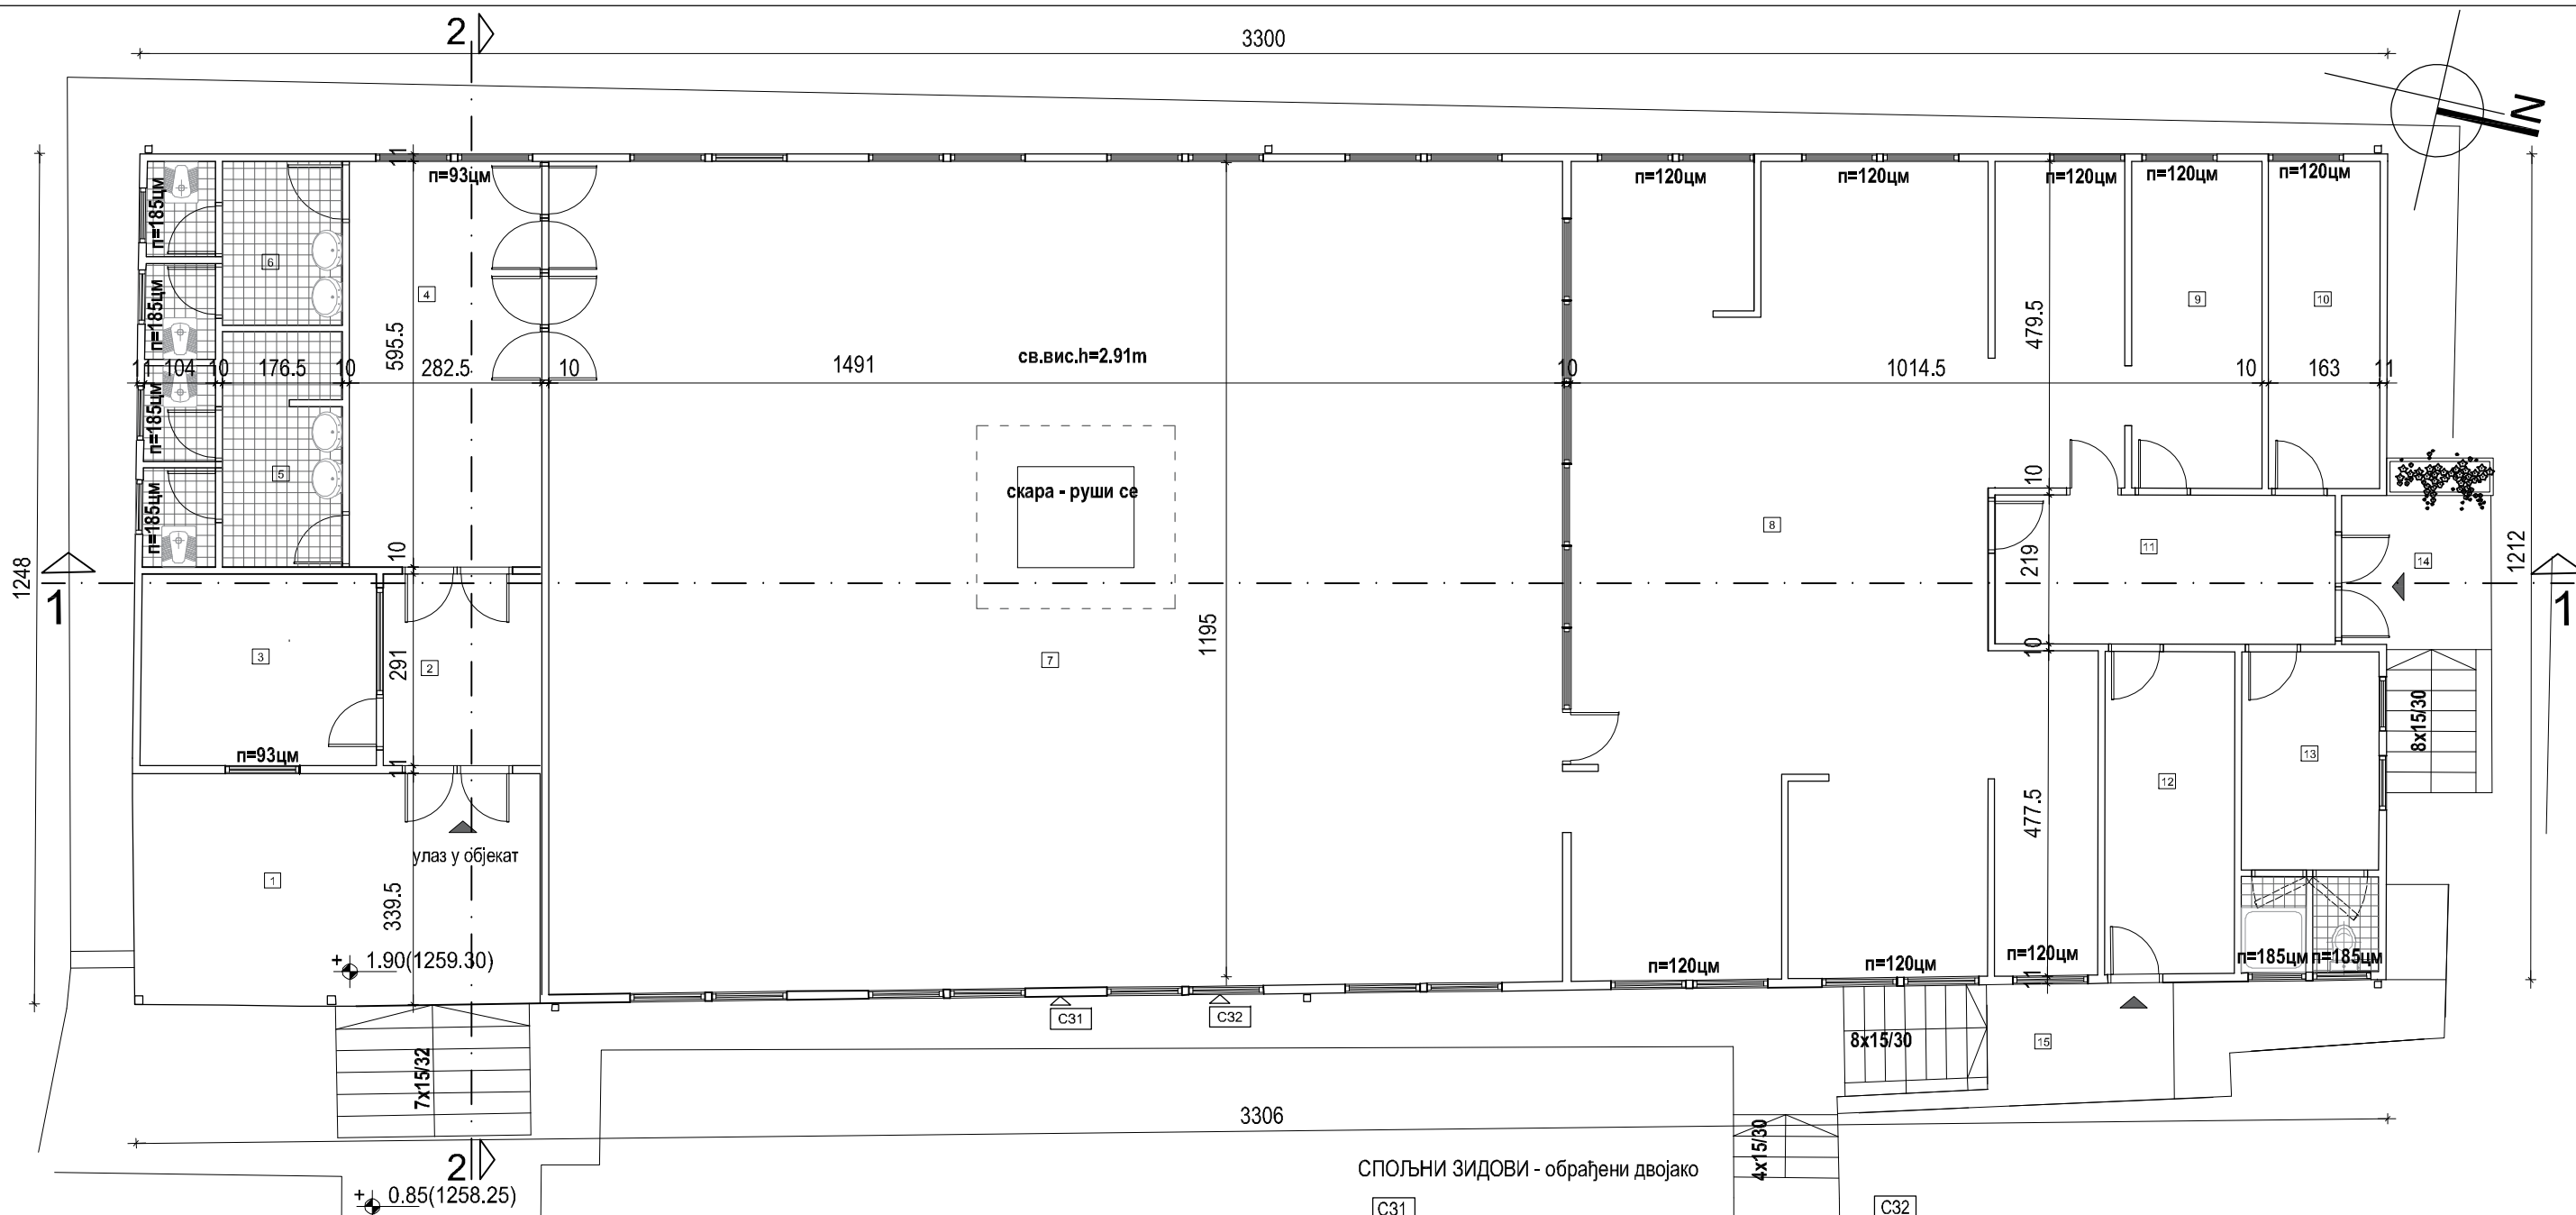 2
3300
N
п=93цм
п=120цм
п=120цм
п=120цм
п=120цм
п=120цм
11
п=185цм
п=185цм
п=185цм
п=185цм
6
4
9
10
595.5
479.5
св.вис.h=2.91m
11
104
10
176.5
10
282.5
10
1491
10
1014.5
10
163
11
5
скара - руши се
10
8
10
11
219
14
1248
1212
1
1
3
291
2
7
1195
10
8x15/30
п=93цм
11
13
12
477.5
улаз у објекат
1
339.5
+ 1.90(1259.30)
п=120цм
п=120цм
п=120цм
п=185цм
п=185цм
11
C31
C32
8x15/30
15
7x15/32
3306
4x15/30
2
СПОЉНИ ЗИДОВИ - обрађени двојако
+ 0.85(1258.25)
C31
C32